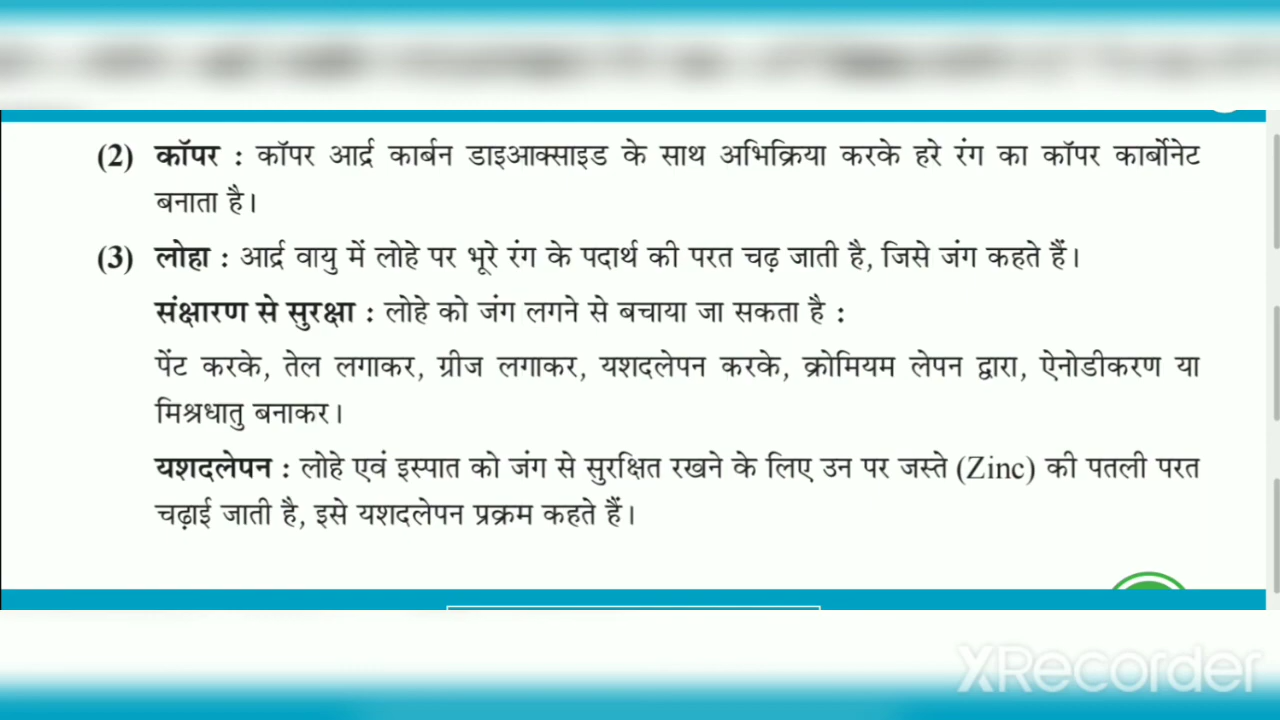 (2) कॉपर : कॉपर आर्द्र कार्बन डाइआक्साइड के साथ अभिक्रिया करके हरे रंग का कॉपर कार्बोनेट
बनाता है।
(3) लोहा : आर्द्र वायु में लोहे पर भूरे रंग के पदार्थ की परत चढ़ जाती है, जिसे जंग कहते हैं।
संक्षारण से सुरक्षा : लोहे को जंग लगने से बचाया जा सकता है :
पेंट करके, तेल लगाकर, ग्रीज लगाकर, यशदलेपन करके, क्रोमियम लेपन द्वारा, ऐनोडीकरण या
मिश्रधातु बनाकर।
यशदलेपन : लोहे एवं इस्पात को जंग से सुरक्षित रखने के लिए उन पर जस्ते (Zinc) की पतली परत
चढ़ाई जाती है, इसे यशदलेपन प्रक्रम कहते हैं।
XRecorder